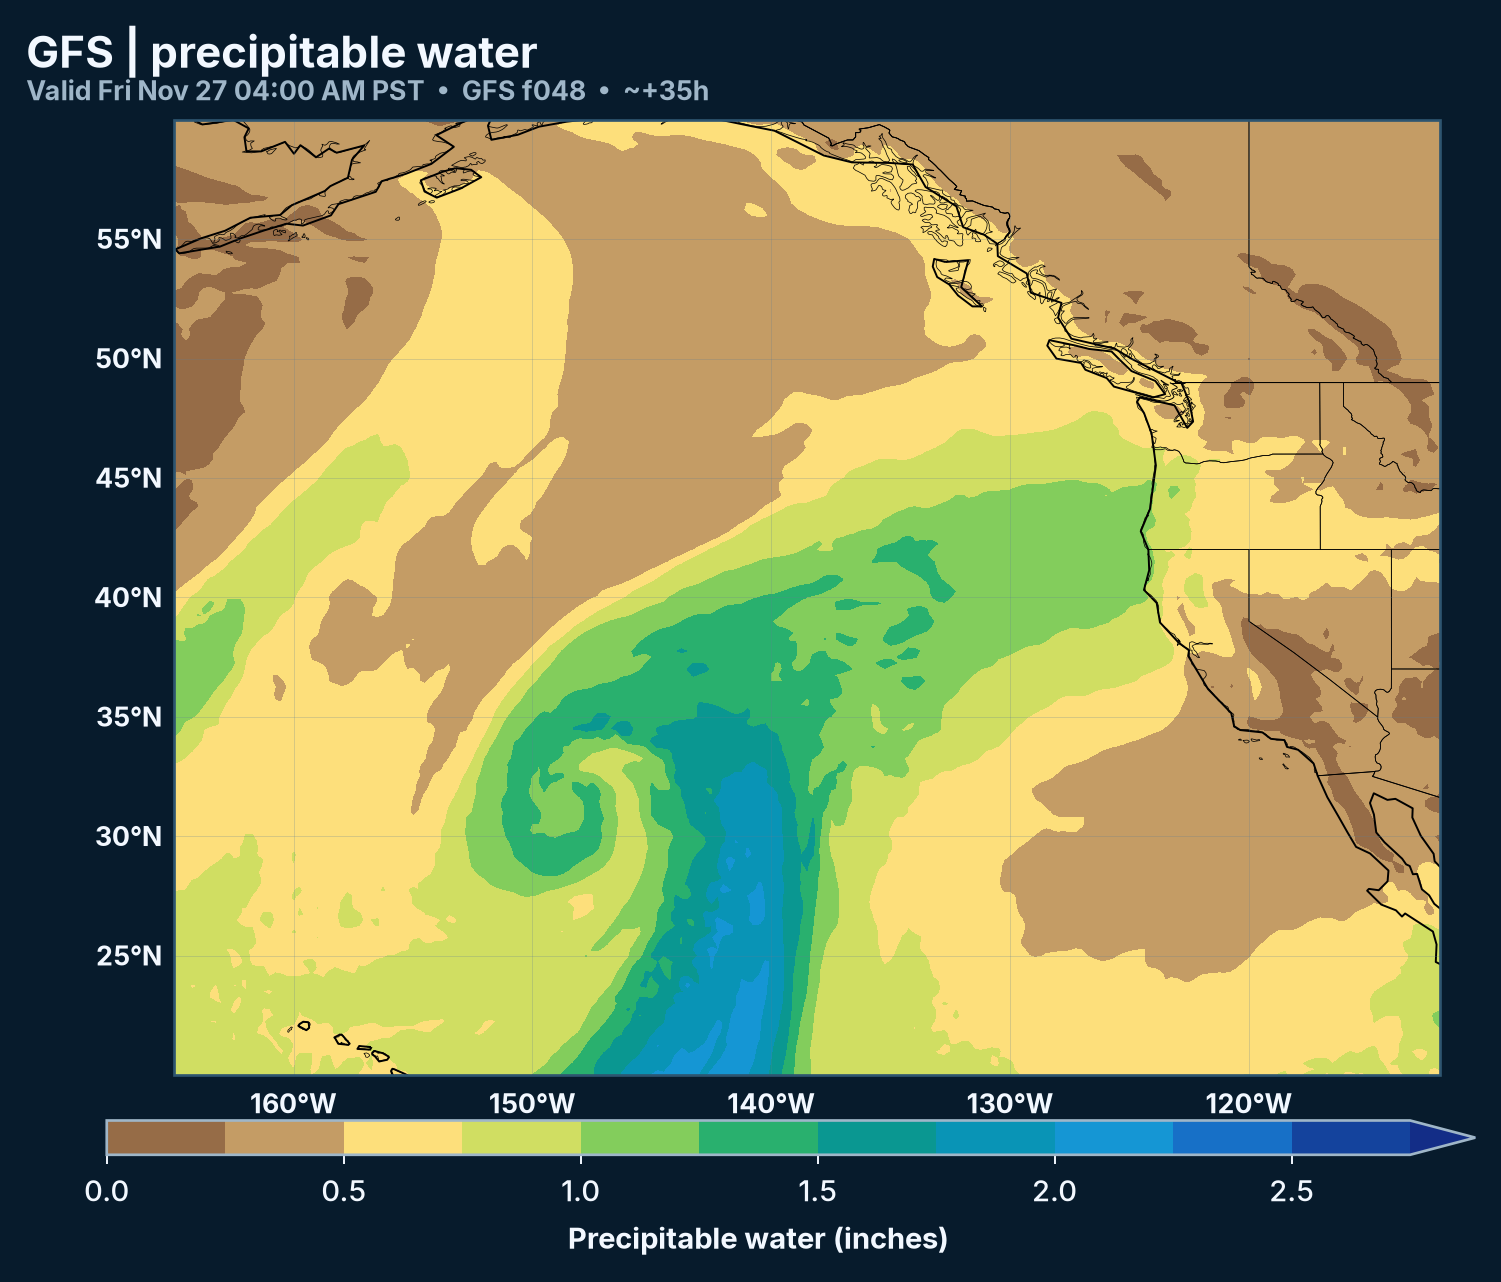 GFS | precipitable water
Valid Fri Nov 27 04:00 AM PST • GFS f048 • ~+35h
55°N
50°N
45°N
40°N
35°N
30°N
25°N
160°W 150°W 140°W 130°W 120°W
0.0 0.5 1.0 1.5 2.0 2.5
Precipitable water (inches)